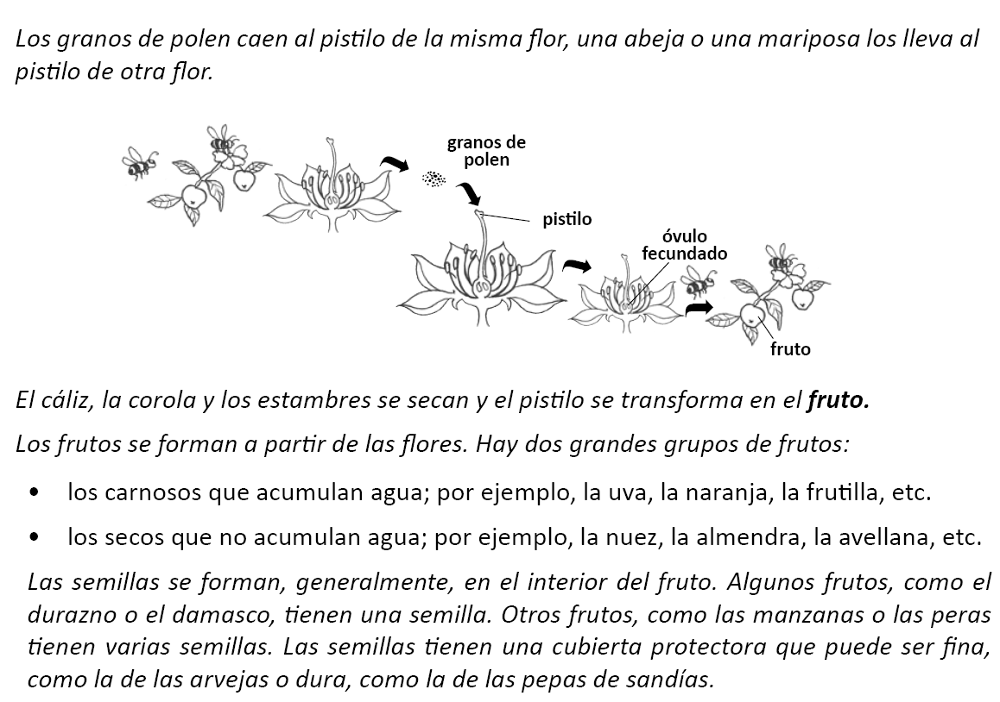 Los granos de polen caen al pistilo de la misma flor, una abeja o una mariposa los lleva al
pistilo de otra flor.
granos de
polen
pistilo
óvulo
fecundado
fruto
El cáliz, la corola y los estambres se secan y el pistilo se transforma en el fruto.
Los frutos se forman a partir de las flores. Hay dos grandes grupos de frutos:
• los carnosos que acumulan agua; por ejemplo, la uva, la naranja, la frutilla, etc.
• los secos que no acumulan agua; por ejemplo, la nuez, la almendra, la avellana, etc.
Las semillas se forman, generalmente, en el interior del fruto. Algunos frutos, como el
durazno o el damasco, tienen una semilla. Otros frutos, como las manzanas o las peras
tienen varias semillas. Las semillas tienen una cubierta protectora que puede ser fina,
como la de las arvejas o dura, como la de las pepas de sandías.